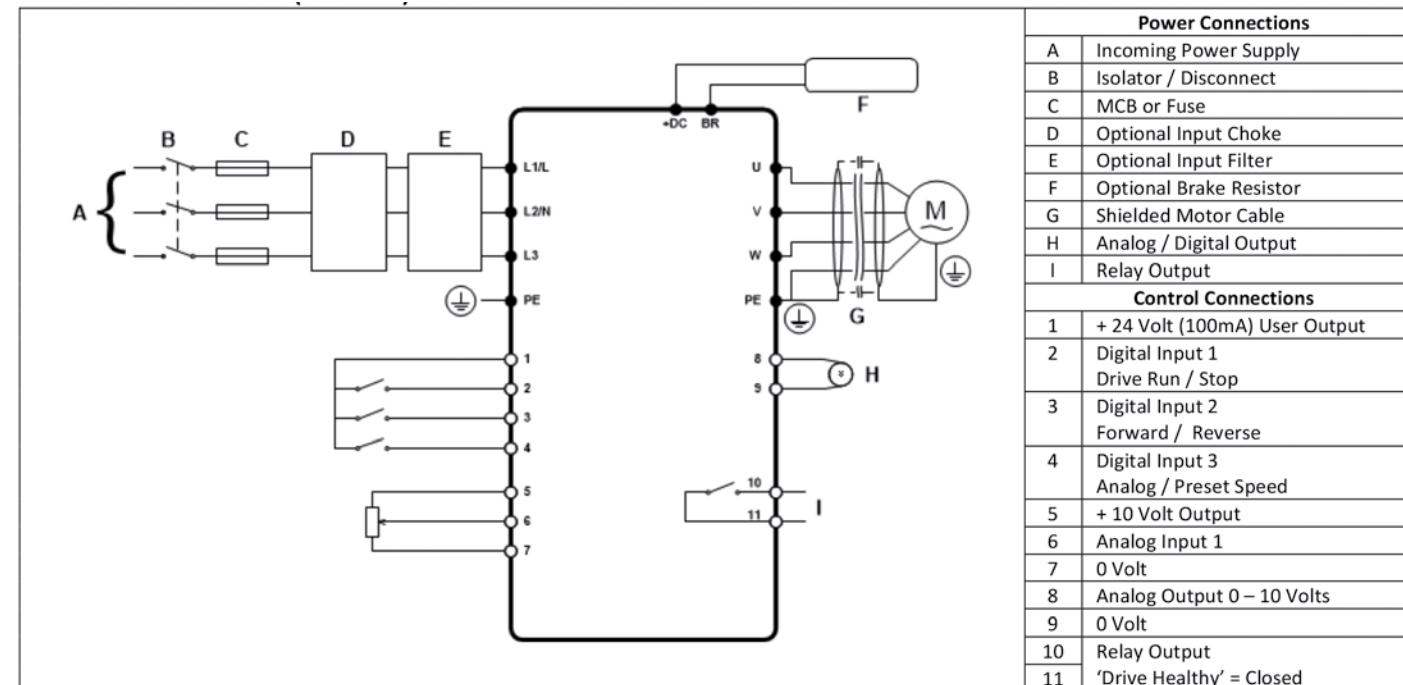 B
C
D
E
F
A
+DC
BR
L1/L
L2/N
L3
PE
U
V
W
PE
M
G
1
2
3
4
5
6
7
8
9
H
10
11
I
Power Connections
A Incoming Power Supply
B Isolator / Disconnect
C MCB or Fuse
D Optional Input Choke
E Optional Input Filter
F Optional Brake Resistor
G Shielded Motor Cable
H Analog / Digital Output
I Relay Output
Control Connections
1 + 24 Volt (100mA) User Output
2 Digital Input 1
Drive Run / Stop
3 Digital Input 2
Forward / Reverse
4 Digital Input 3
Analog / Preset Speed
5 + 10 Volt Output
6 Analog Input 1
7 0 Volt
8 Analog Output 0 – 10 Volts
9 0 Volt
10 Relay Output
11 'Drive Healthy' = Closed